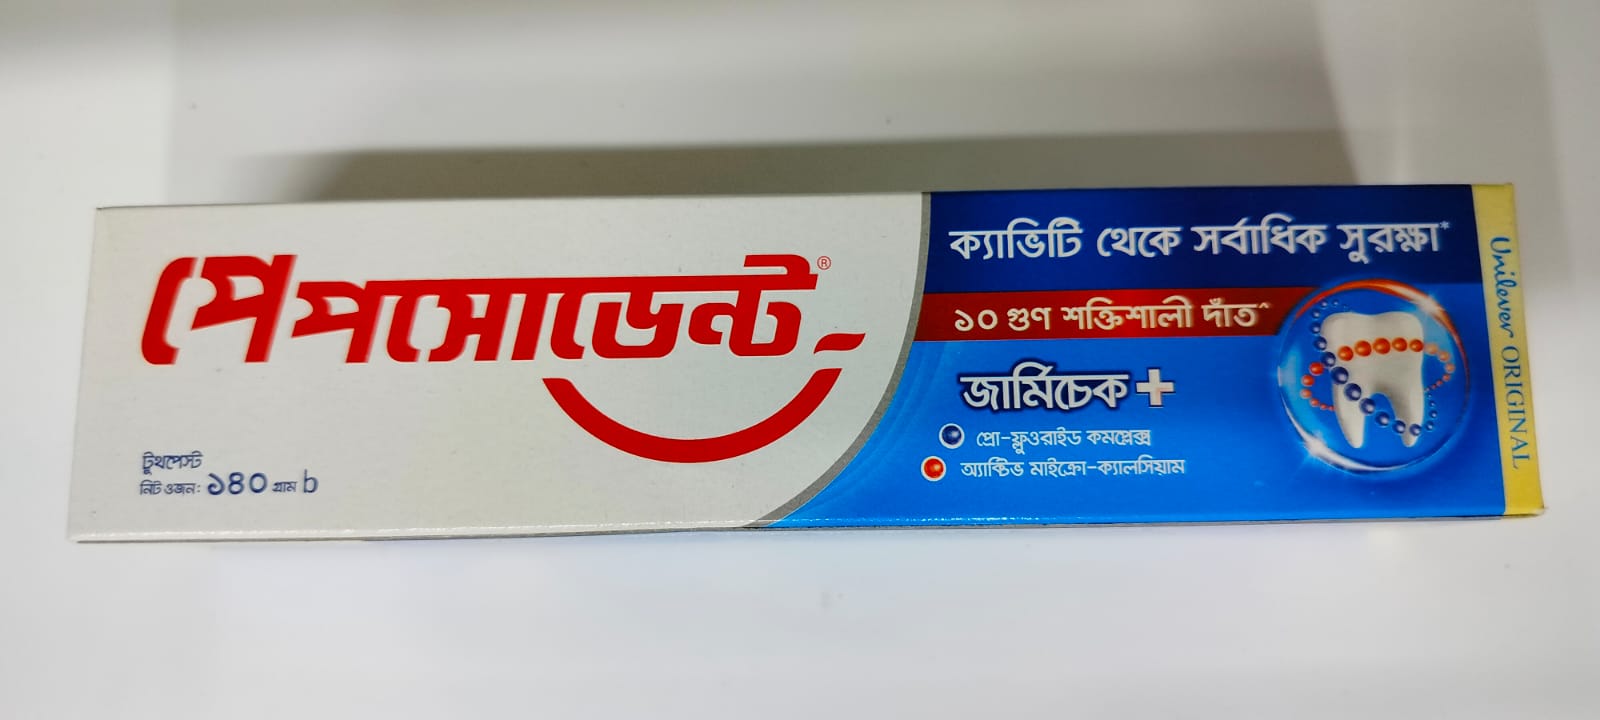 পেপসোডেন্ট®
টুথপেস্ট
নিট ওজন: ১৪০ গ্রাম b
ক্যাভিটি থেকে সর্বাধিক সুরক্ষা*
১০ গুণ শক্তিশালী দাঁত^
জার্মিচেক +
প্রো-ফ্লুওরাইড কমপ্লেক্স
অ্যাক্টিভ মাইক্রো-ক্যালসিয়াম
Unilever ORIGINAL